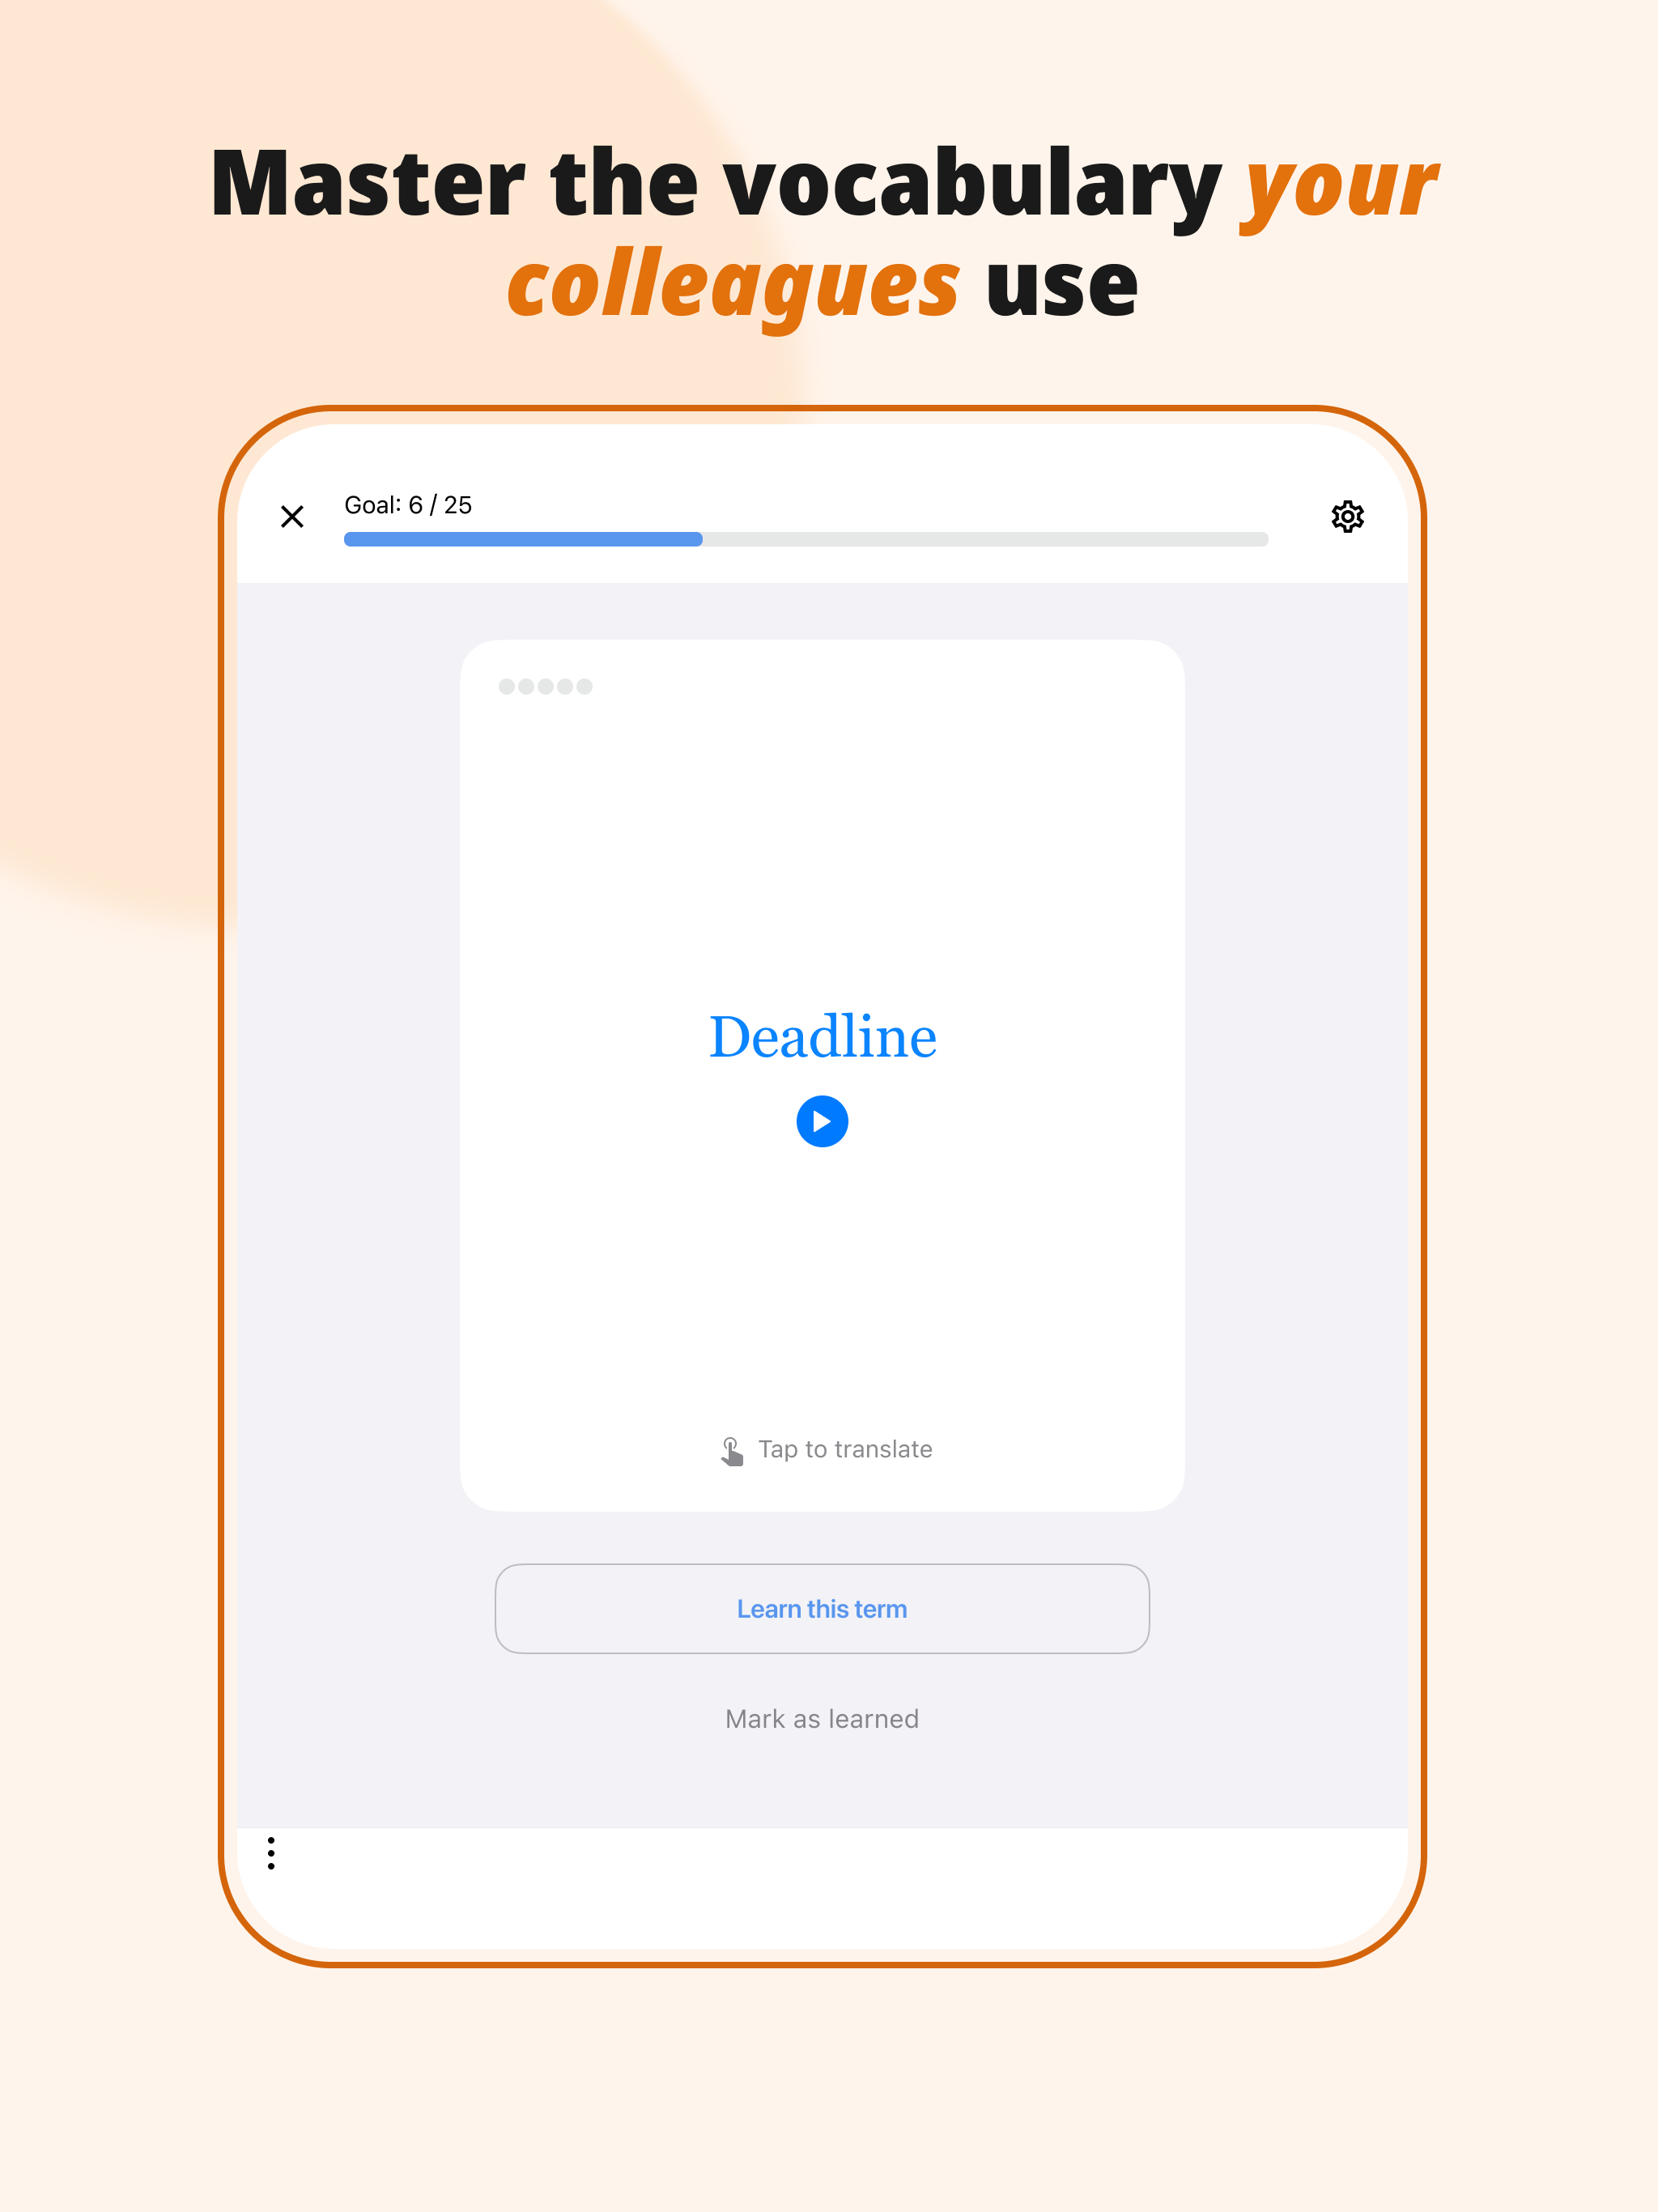 Master the vocabulary your
colleagues use
Goal: 6 / 25
Deadline
Tap to translate
Learn this term
Mark as learned